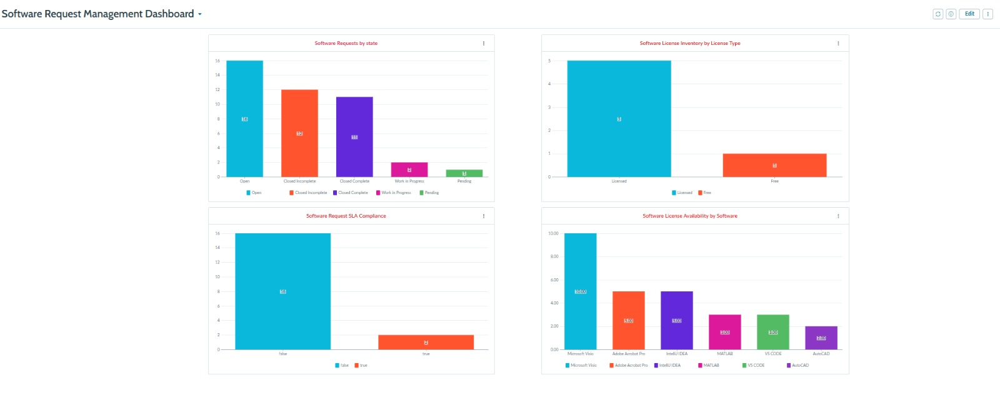 Software Request Management Dashboard
Edit
Software Requests by state
16
14
12
10
8
6
4
2
0
16
12
11
2
1
Open
Closed Incomplete
Closed Complete
Work in Progress
Pending
Open
Closed Incomplete
Closed Complete
Work in Progress
Pending
Software License Inventory by License Type
5
4
3
2
1
0
5
1
Licensed
Free
Licensed
Free
Software Request SLA Compliance
16
14
12
10
8
6
4
2
0
16
2
false
true
false
true
Software License Availability by Software
10.00
8.00
6.00
4.00
2.00
0.00
10.00
5.00
5.00
3.00
3.00
2.00
Microsoft Visio
Adobe Acrobat Pro
IntelliJ IDEA
MATLAB
VS CODE
AutoCAD
Microsoft Visio
Adobe Acrobat Pro
IntelliJ IDEA
MATLAB
VS CODE
AutoCAD